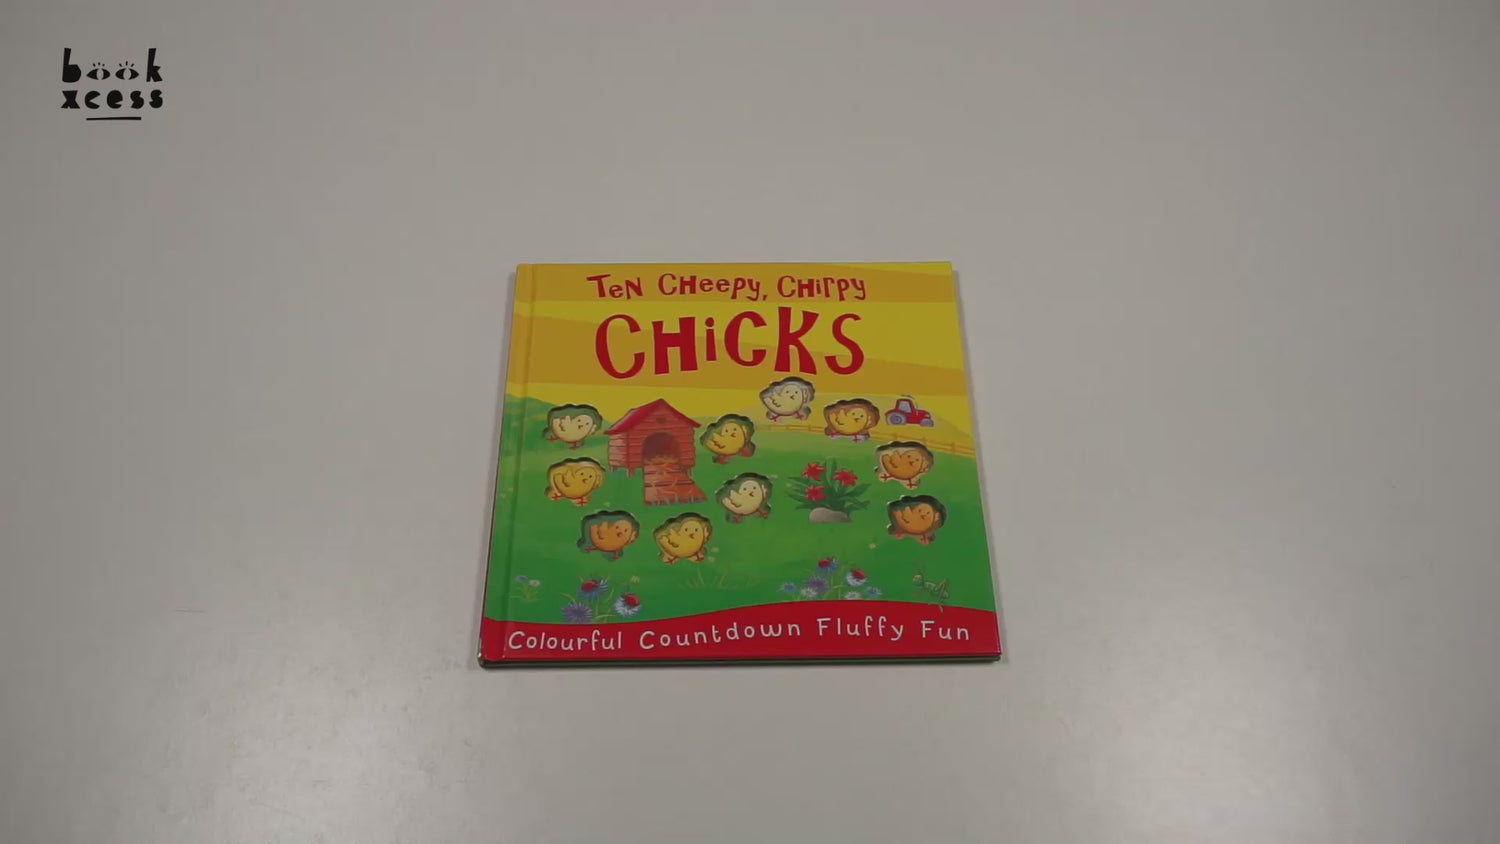 book
xcess
Ten Cheepy, Chirpy
CHiCKS
Colourful Countdown Fluffy Fun